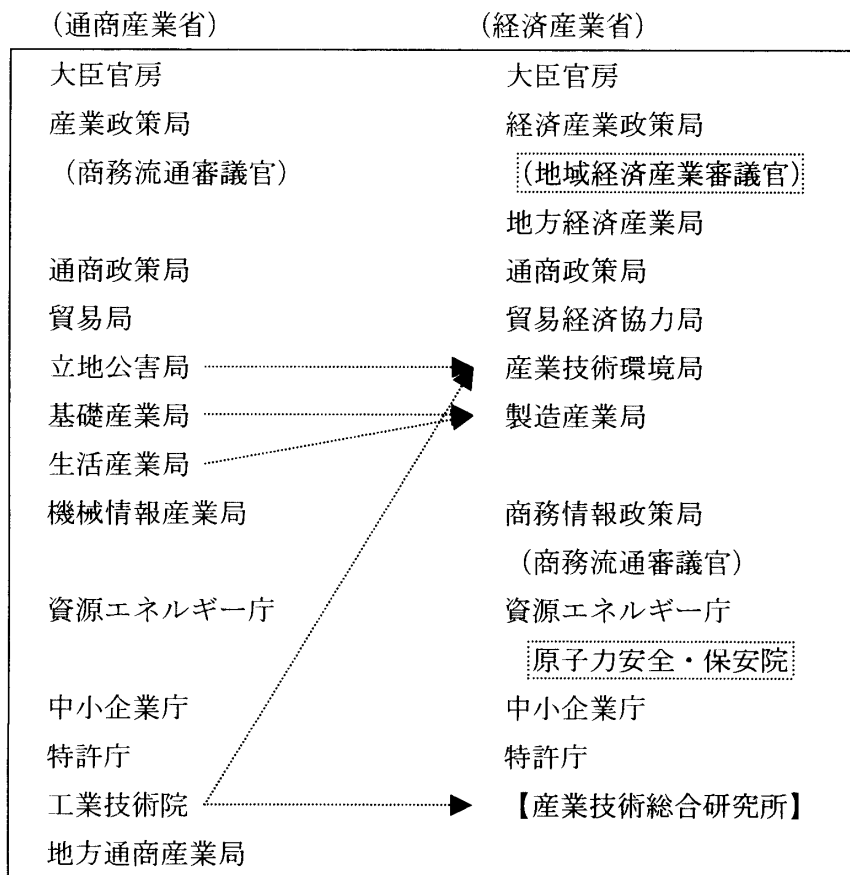 (通商産業省) (経済産業省)
大臣官房 大臣官房
産業政策局 経済産業政策局
(商務流通審議官) (地域経済産業審議官)
地方経済産業局
通商政策局 通商政策局
貿易局 貿易経済協力局
立地公害局 産業技術環境局
基礎産業局 製造産業局
生活産業局
機械情報産業局 商務情報政策局
(商務流通審議官)
資源エネルギー庁 資源エネルギー庁
原子力安全・保安院
中小企業庁 中小企業庁
特許庁 特許庁
工業技術院 【産業技術総合研究所】
地方通商産業局